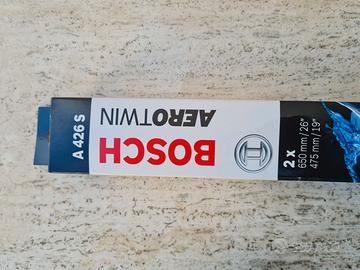 A 426 S
AEROTWIN
BOSCH
2 x
650 mm / 26"
475 mm / 19"